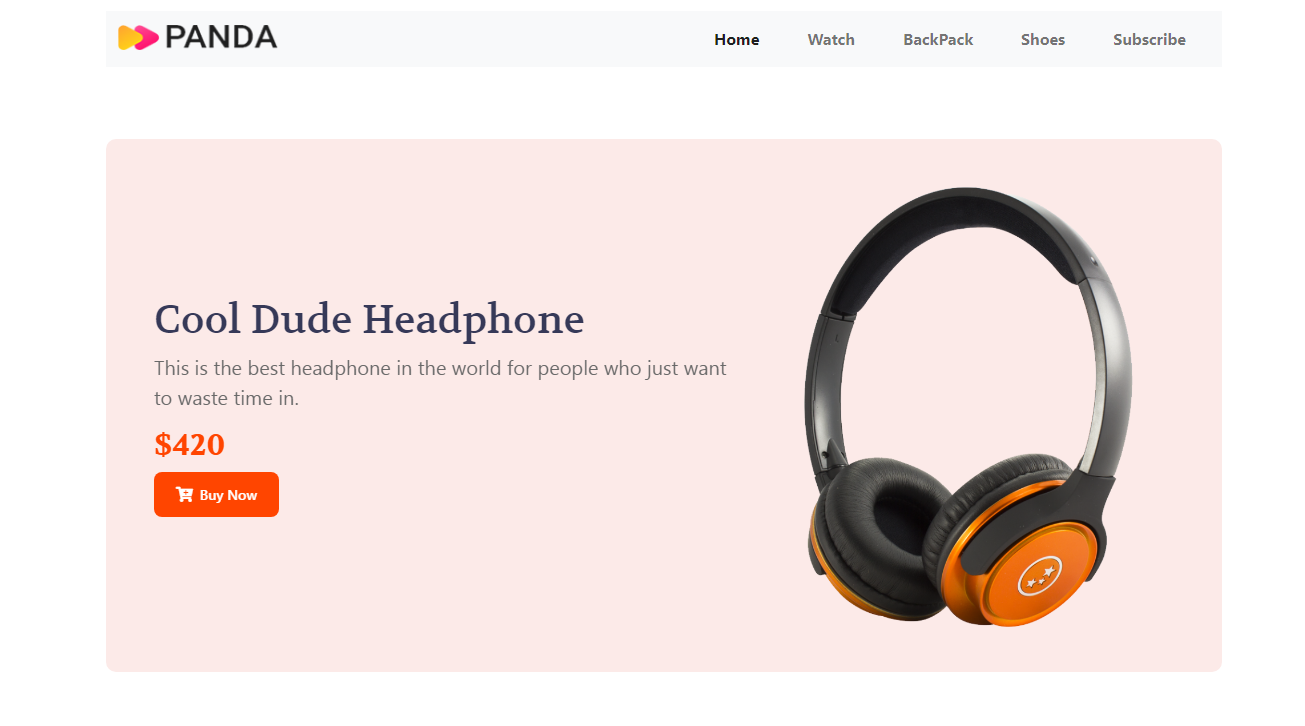 PANDA
Home Watch BackPack Shoes Subscribe
Cool Dude Headphone
This is the best headphone in the world for people who just want
to waste time in.
$420
Buy Now